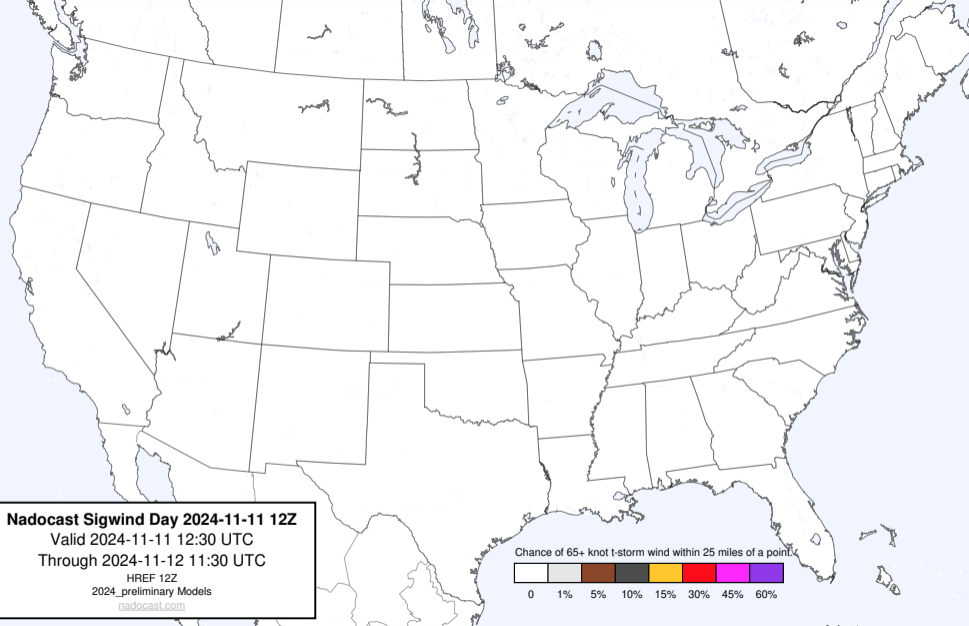 Nadocast Sigwind Day 2024-11-11 12Z
Valid 2024-11-11 12:30 UTC
Through 2024-11-12 11:30 UTC
HREF 12Z
2024_preliminary Models
nadocast.com
Chance of 65+ knot t-storm wind within 25 miles of a point.
0 1% 5% 10% 15% 30% 45% 60%